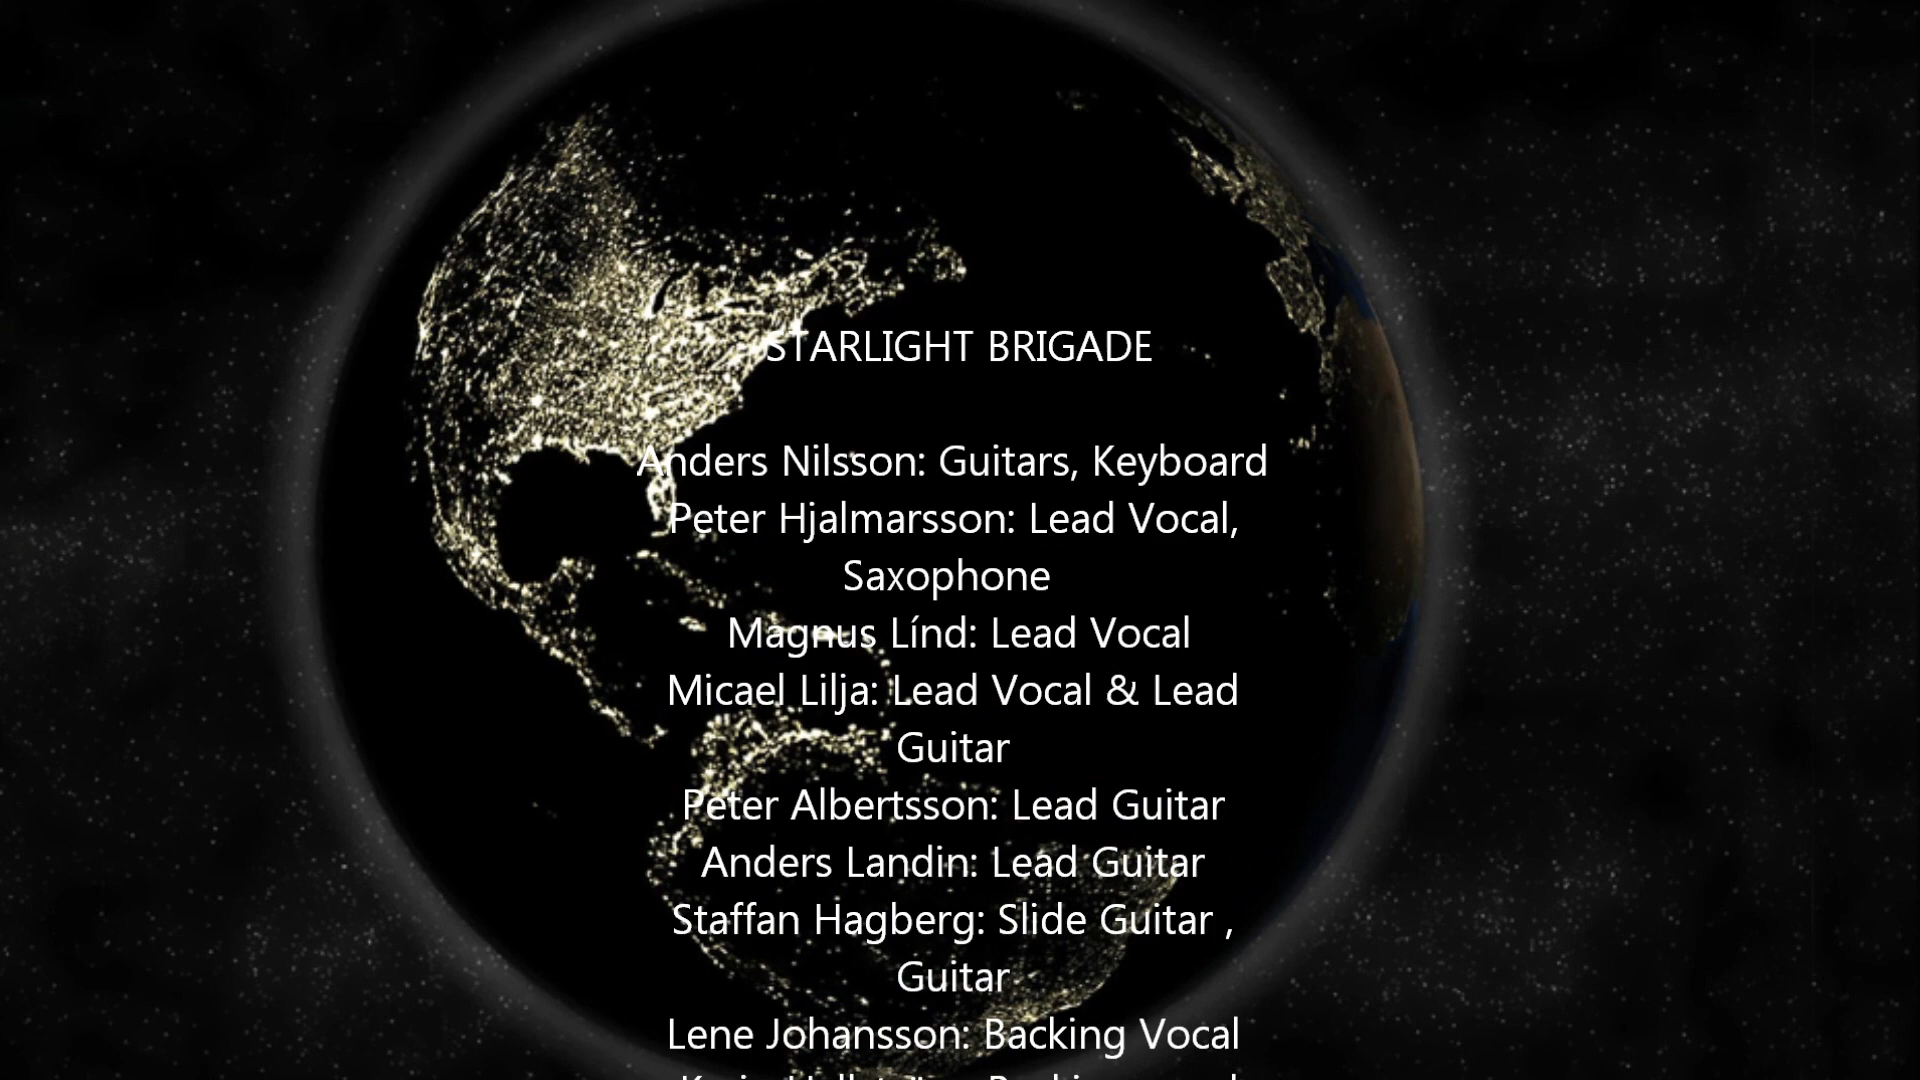 STARLIGHT BRIGADE
Anders Nilsson: Guitars, Keyboard
Peter Hjalmarsson: Lead Vocal,
Saxophone
Magnus Línd: Lead Vocal
Micael Lilja: Lead Vocal & Lead
Guitar
Peter Albertsson: Lead Guitar
Anders Landin: Lead Guitar
Staffan Hagberg: Slide Guitar ,
Guitar
Lene Johansson: Backing Vocal